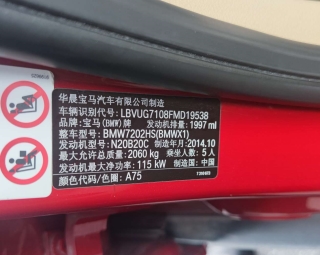 华晨宝马汽车有限公司制造
车辆识别代号: LBVUG7108FMD19538
品牌: 宝马(BMW)牌 发动机排量: 1997 ml
整车型号: BMW7202HS(BMWX1)
发动机型号: N20B20C 制造年月: 2014.10
最大允许总质量: 2060 kg 乘坐人数: 5人
发动机最大净功率: 115 kW 制造国: 中国
颜色代码/色圈: A75